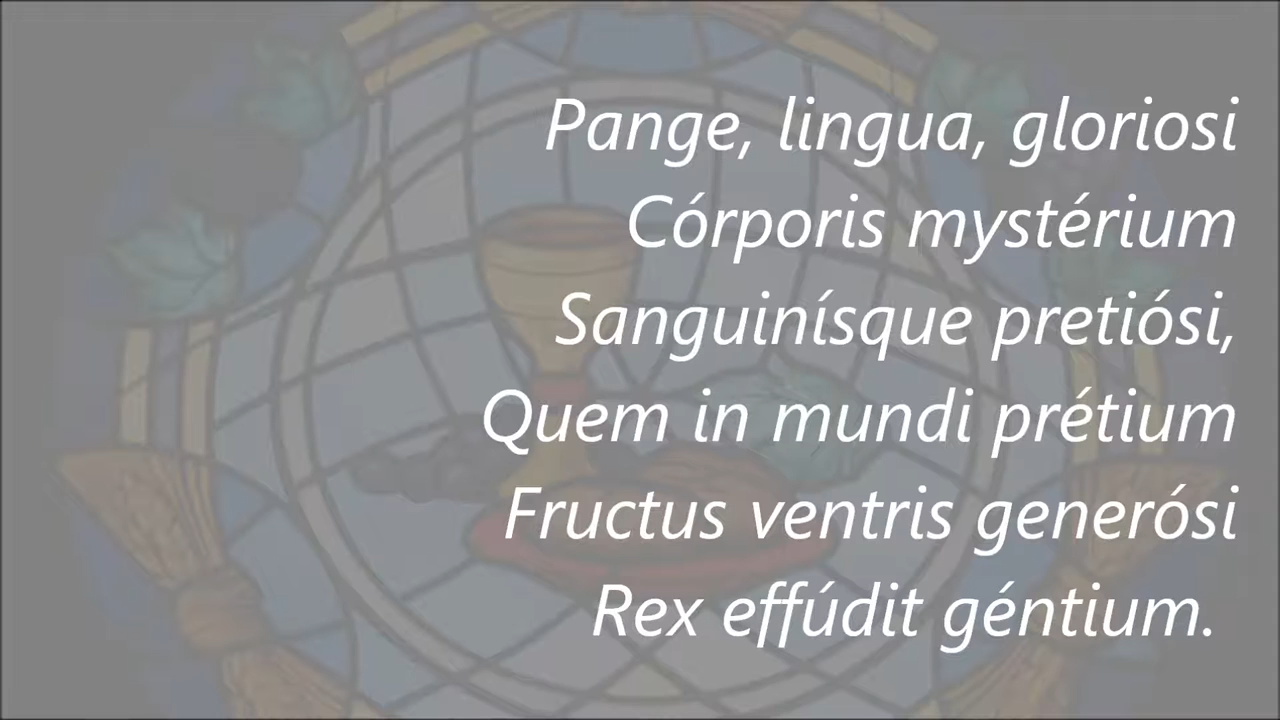 Pange, lingua, gloriosi
Córporis mystérium
Sanguinísque pretiósi,
Quem in mundi prétium
Fructus ventris generósi
Rex effúdit géntium.